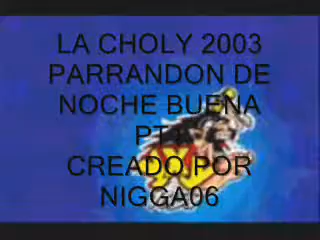 LA CHOLY 2003
PARRANDON DE
NOCHE BUENA
PT
CREADO POR
NIGGA06